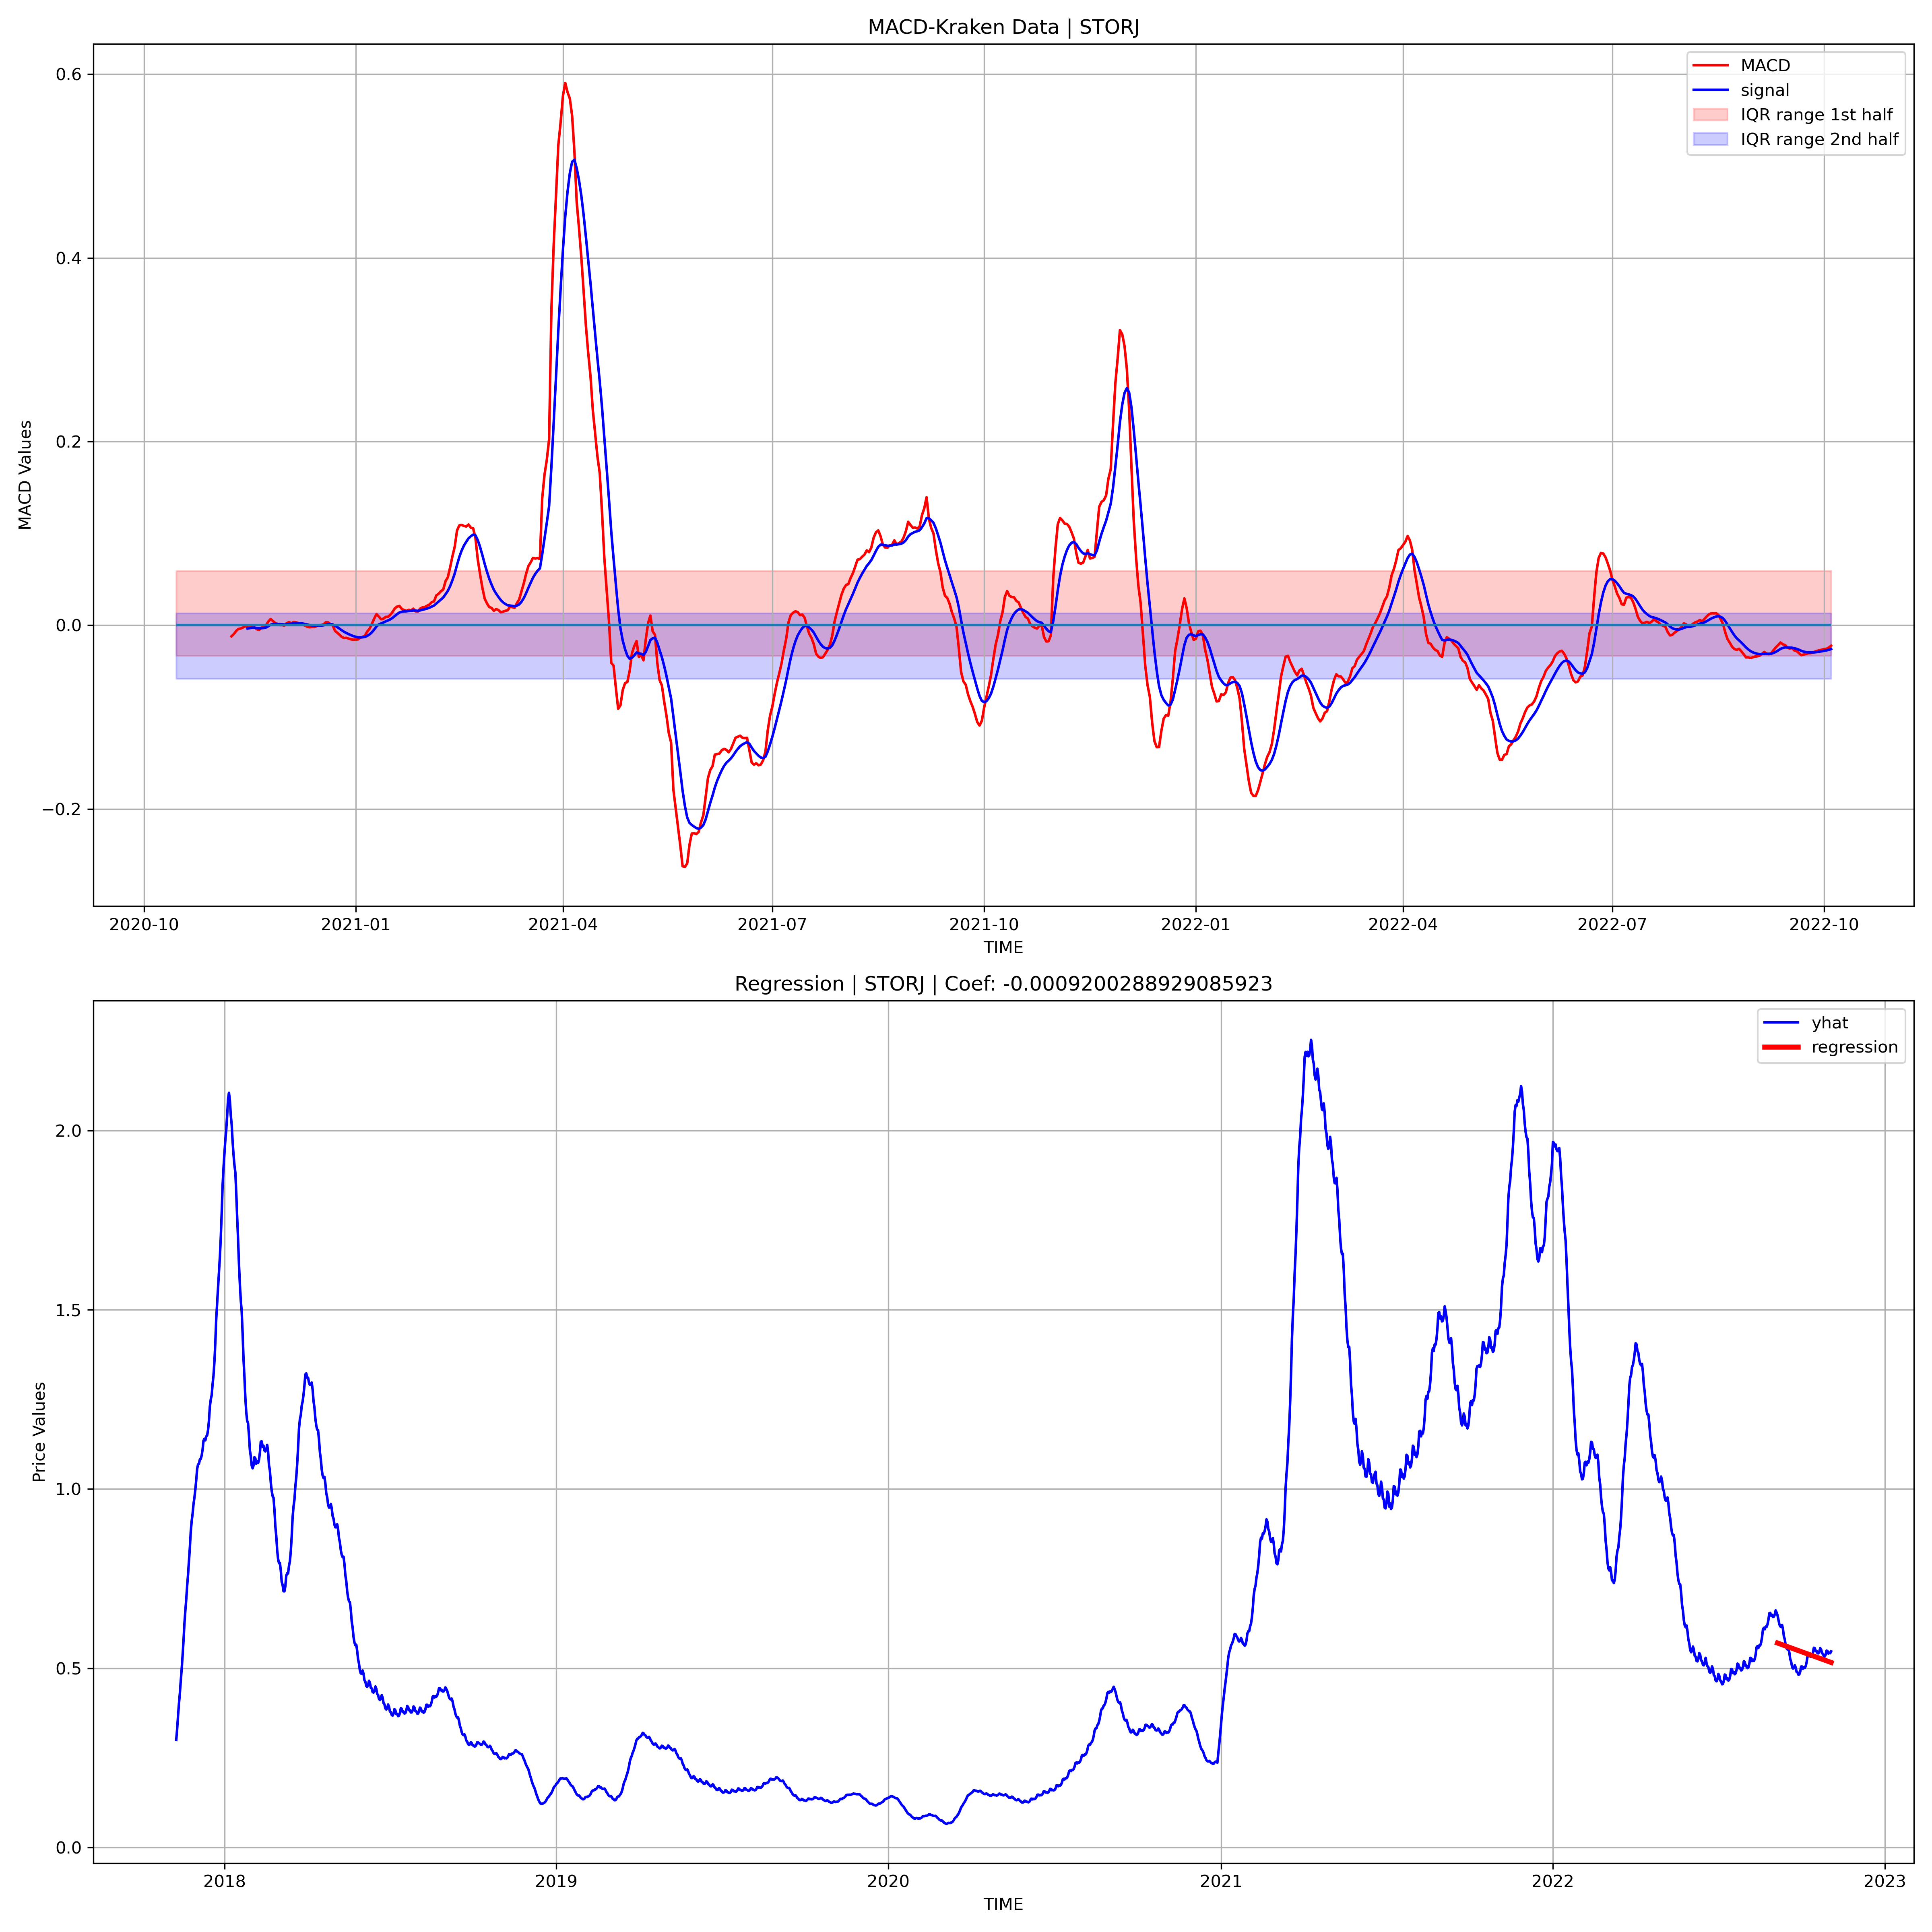 MACD-Kraken Data | STORJ
MACD
signal
IQR range 1st half
IQR range 2nd half
0.6
0.4
0.2
0.0
−0.2
MACD Values
2020-10 2021-01 2021-04 2021-07 2021-10 2022-01 2022-04 2022-07 2022-10
TIME
Regression | STORJ | Coef: -0.0009200288929085923
yhat
regression
2.0
1.5
1.0
0.5
0.0
Price Values
2018 2019 2020 2021 2022 2023
TIME